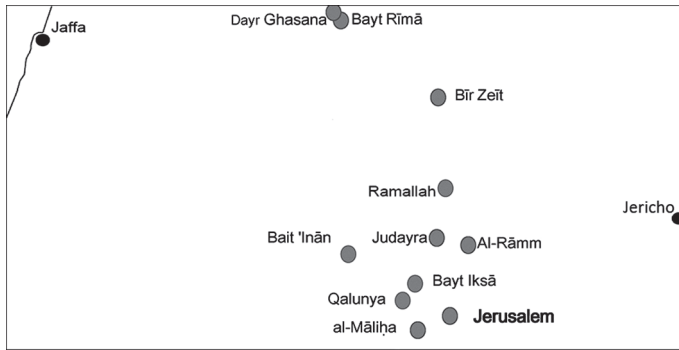 Dayr Ghasana Bayt Rīmā
Jaffa
Bīr Zeīt
Ramallah
Jericho
Bait 'Inān Judayra Al-Rāmm
Bayt Iksā
Qalunya
Jerusalem
al-Māliḥa